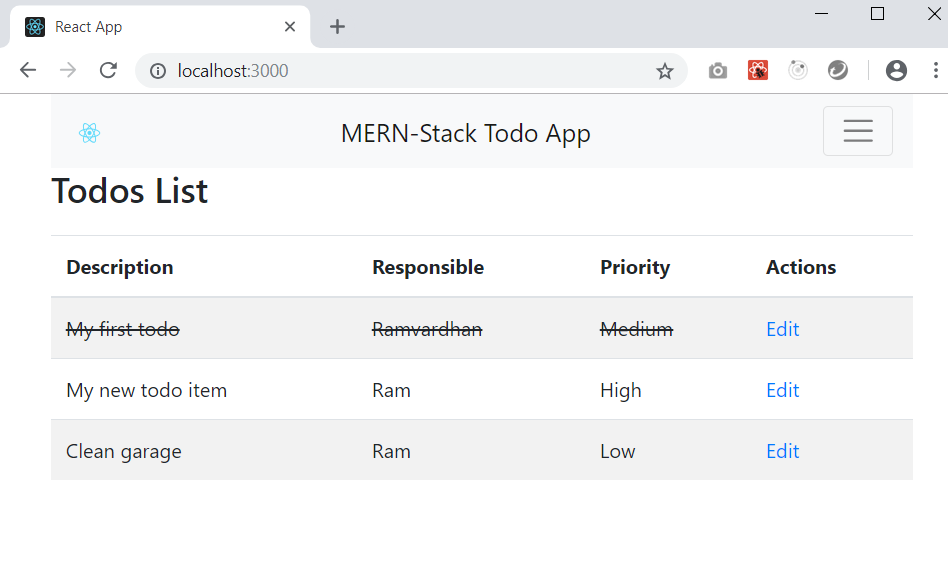 React App
localhost:3000
MERN-Stack Todo App
Todos List
Description Responsible Priority Actions
My first todo Ramvardhan Medium Edit
My new todo item Ram High Edit
Clean garage Ram Low Edit